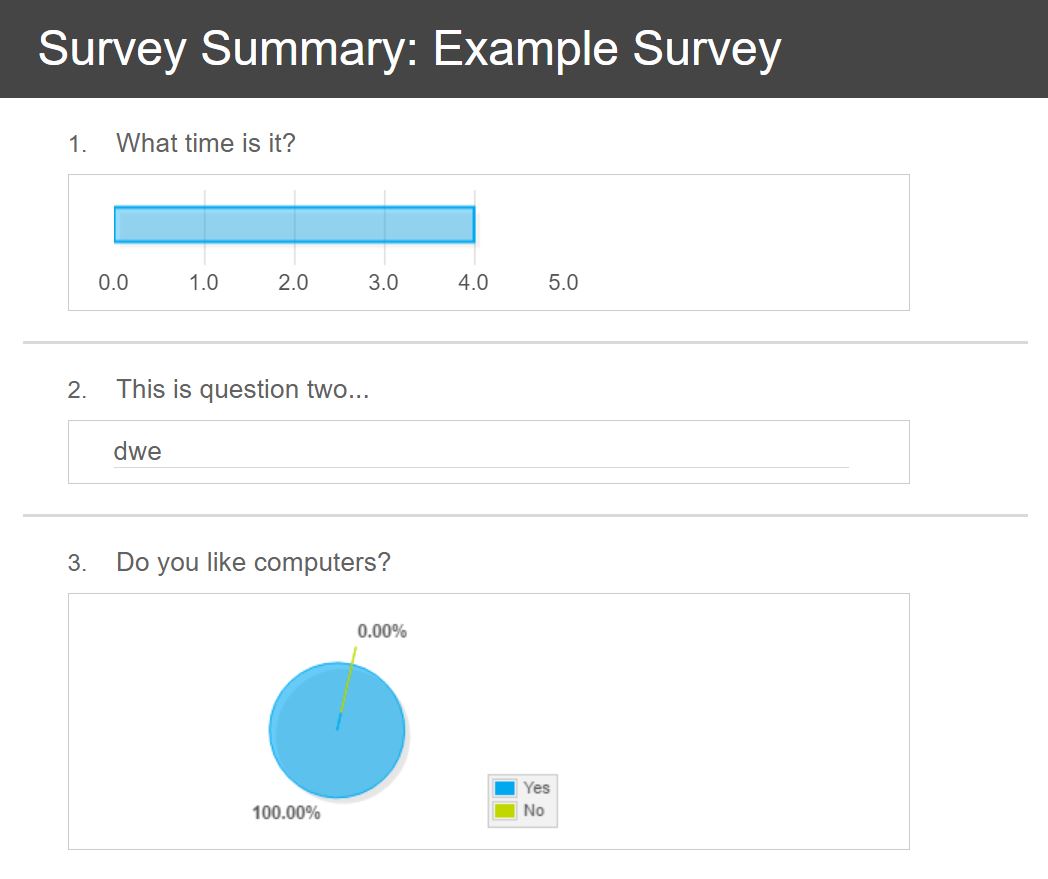 Survey Summary: Example Survey
1. What time is it?
0.0 1.0 2.0 3.0 4.0 5.0
2. This is question two...
dwe
3. Do you like computers?
0.00%
Yes
No
100.00%